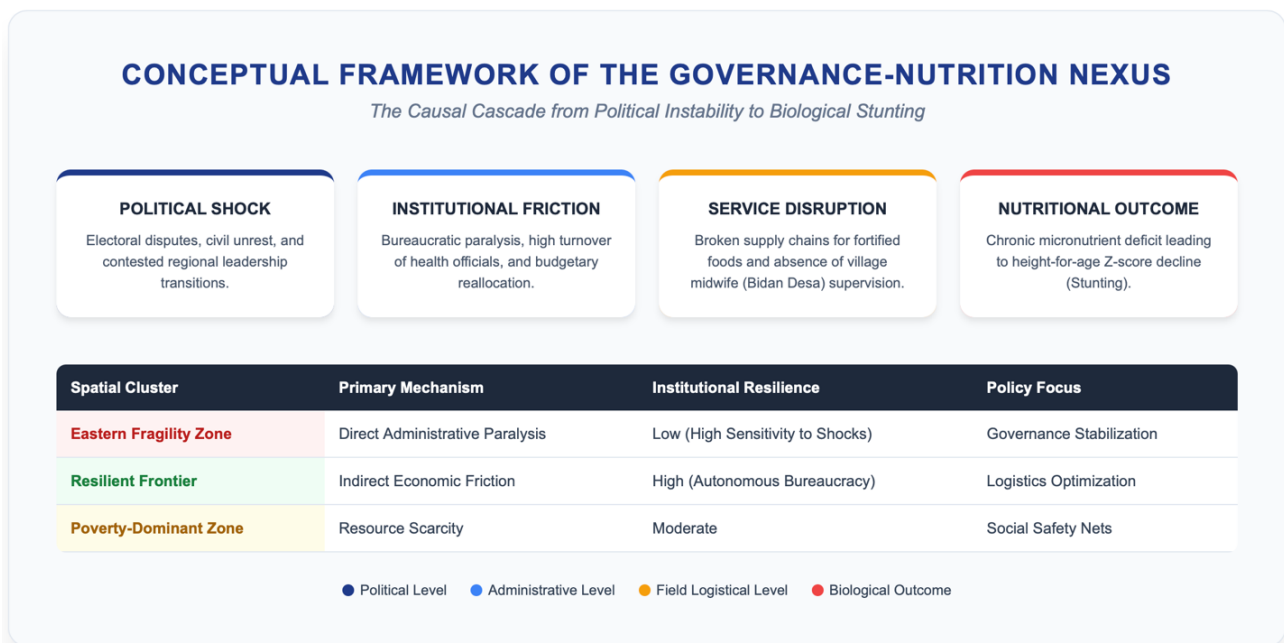 CONCEPTUAL FRAMEWORK OF THE GOVERNANCE-NUTRITION NEXUS
The Causal Cascade from Political Instability to Biological Stunting
POLITICAL SHOCK
Electoral disputes, civil unrest, and
contested regional leadership
transitions.
INSTITUTIONAL FRICTION
Bureaucratic paralysis, high turnover
of health officials, and budgetary
reallocation.
SERVICE DISRUPTION
Broken supply chains for fortified
foods and absence of village
midwife (Bidan Desa) supervision.
NUTRITIONAL OUTCOME
Chronic micronutrient deficit leading
to height-for-age Z-score decline
(Stunting).
Spatial Cluster Primary Mechanism Institutional Resilience Policy Focus
Eastern Fragility Zone Direct Administrative Paralysis Low (High Sensitivity to Shocks) Governance Stabilization
Resilient Frontier Indirect Economic Friction High (Autonomous Bureaucracy) Logistics Optimization
Poverty-Dominant Zone Resource Scarcity Moderate Social Safety Nets
Political Level Administrative Level Field Logistical Level Biological Outcome